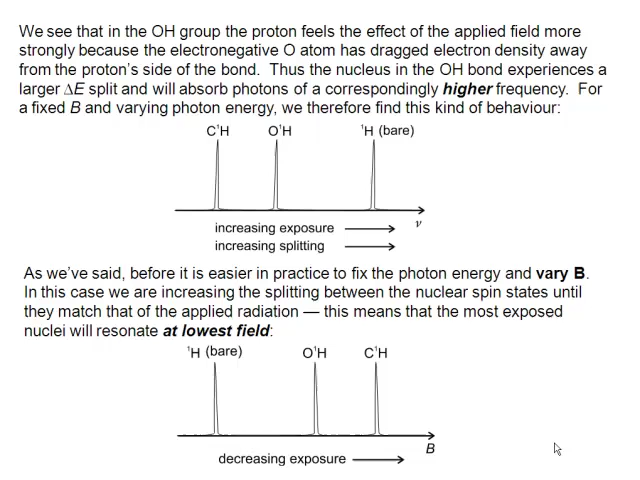 We see that in the OH group the proton feels the effect of the applied field more
strongly because the electronegative O atom has dragged electron density away
from the proton's side of the bond.  Thus the nucleus in the OH bond experiences a
larger ΔE split and will absorb photons of a correspondingly higher frequency.  For
a fixed B and varying photon energy, we therefore find this kind of behaviour:
C¹H O¹H ¹H (bare)
ν
increasing exposure
increasing splitting
As we've said, before it is easier in practice to fix the photon energy and vary B.
In this case we are increasing the splitting between the nuclear spin states until
they match that of the applied radiation — this means that the most exposed
nuclei will resonate at lowest field:
¹H (bare) O¹H C¹H
B
decreasing exposure